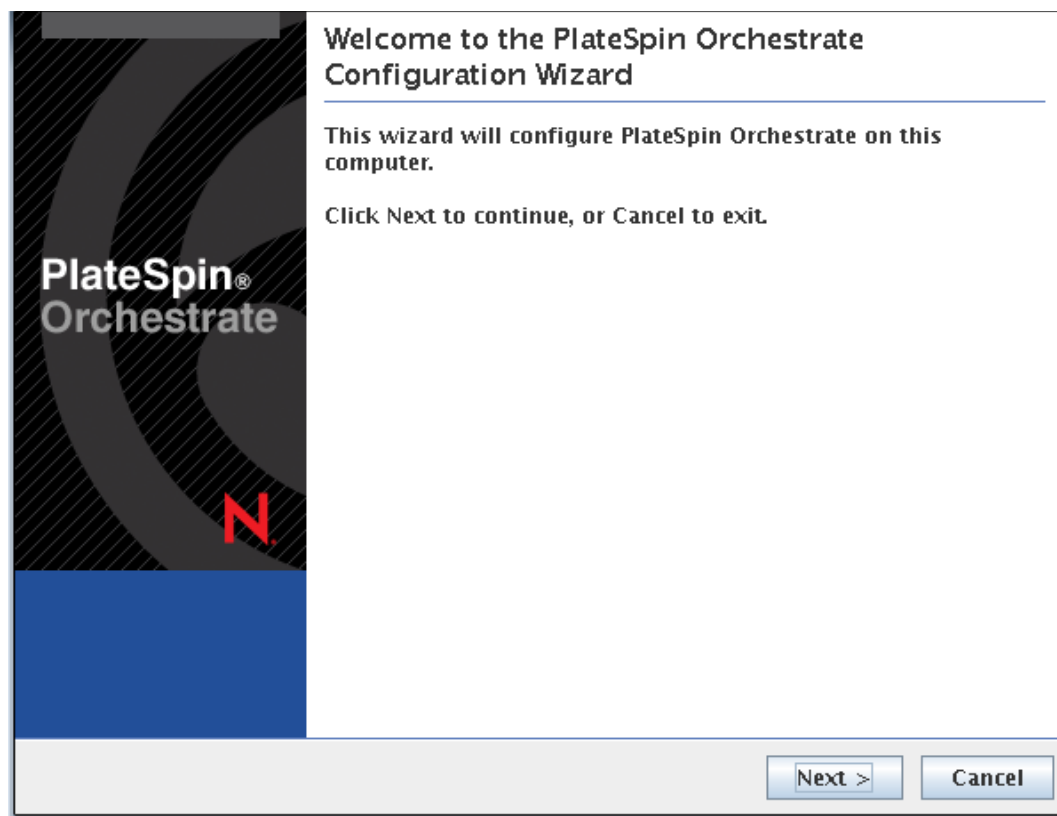 Welcome to the PlateSpin Orchestrate
Configuration Wizard
This wizard will configure PlateSpin Orchestrate on this
computer.
Click Next to continue, or Cancel to exit.
PlateSpin®
Orchestrate
N.
Next >
Cancel